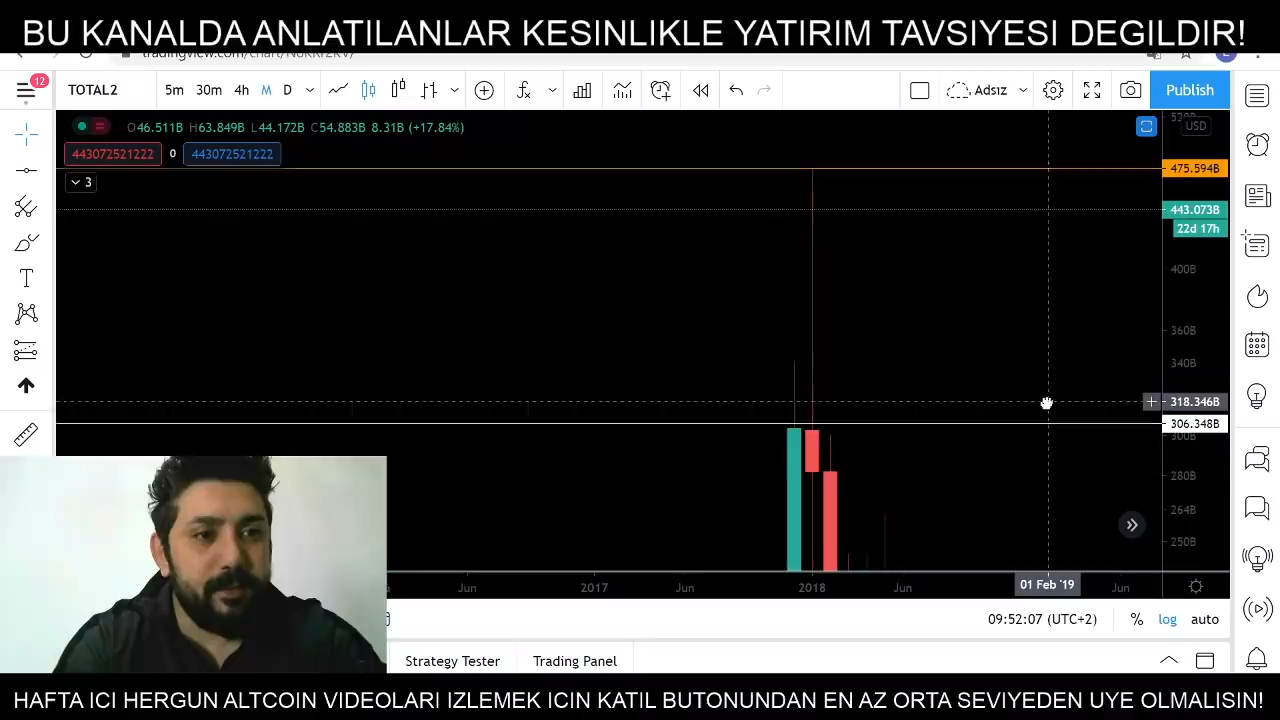 BU KANALDA ANLATILANLAR KESINLIKLE YATIRIM TAVSIYESI DEGILDIR!
12
TOTAL2 5m 30m 4h M D Adsız Publish
O46.511B H63.849B L44.172B C54.883B 8.31B (+17.84%)
USD
443072521222 0 443072521222
3
475.594B
443.073B
22d 17h
400B
360B
340B
318.346B
306.348B
300B
280B
264B
250B
Jun 2017 Jun 2018 Jun 01 Feb '19 Jun
09:52:07 (UTC+2) % log auto
Strategy Tester Trading Panel
HAFTA ICI HERGUN ALTCOIN VIDEOLARI IZLEMEK ICIN KATIL BUTONUNDAN EN AZ ORTA SEVIYEDEN UYE OLMALISIN!